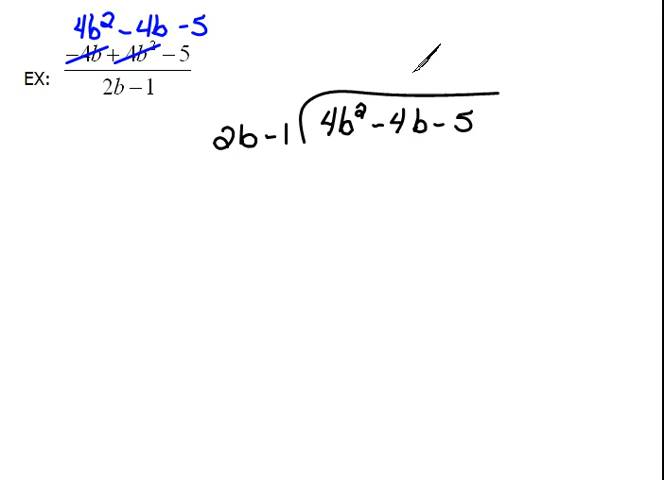 4b² - 4b - 5
EX: -4b + 4b² - 5
2b - 1
2b - 1 4b² - 4b - 5